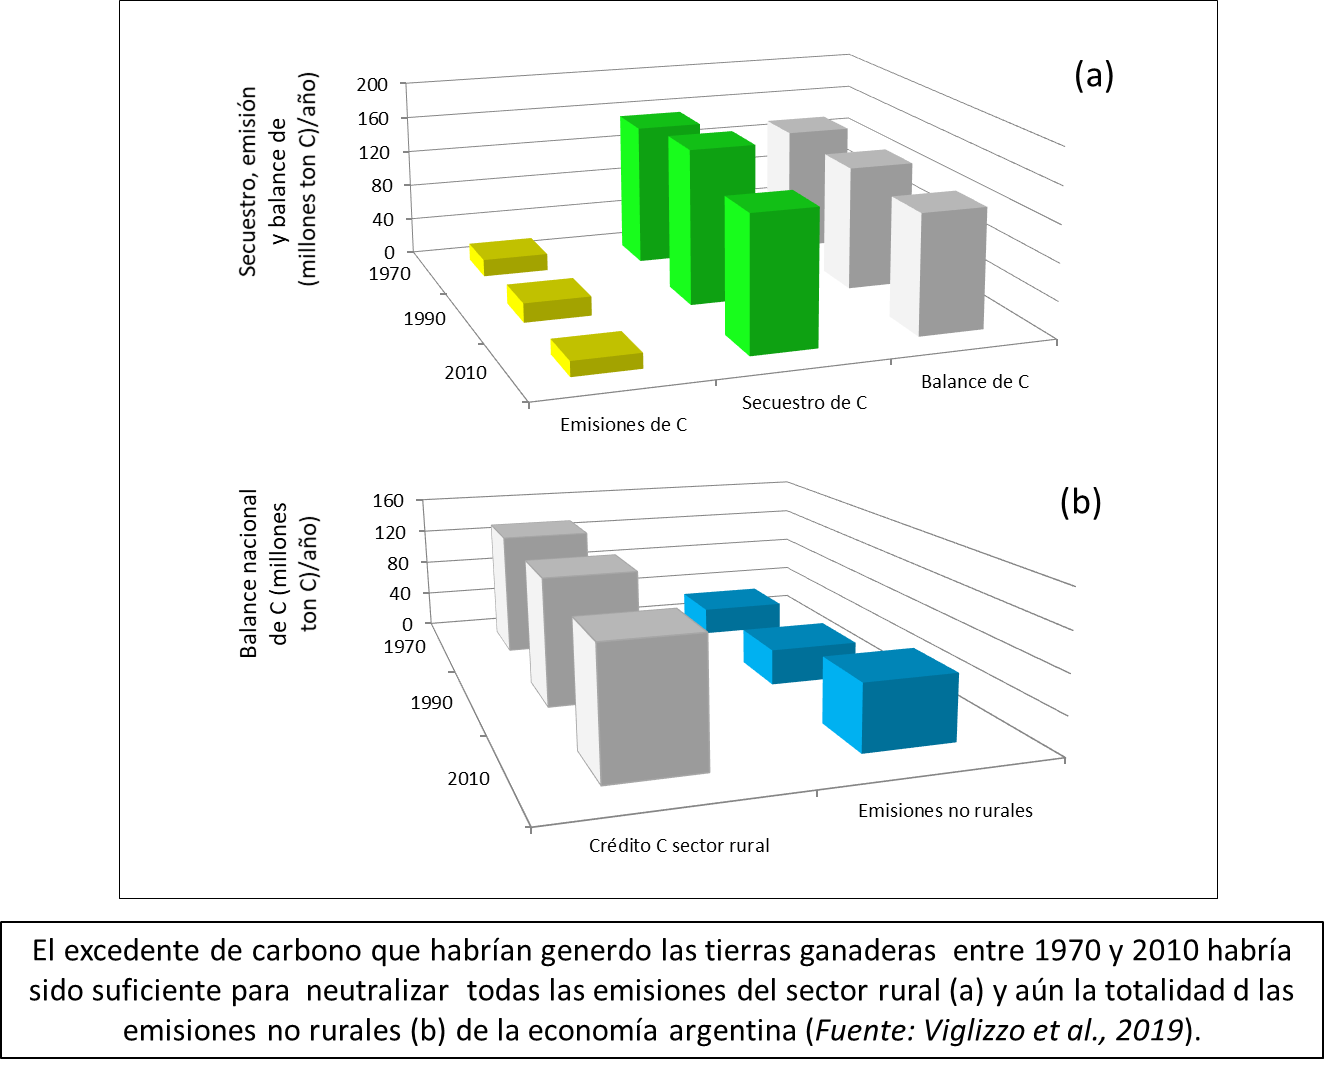 (a)
Secuestro, emisión
y balance de
(millones ton C)/año)
200
160
120
80
40
0
1970
1990
2010
Emisiones de C
Secuestro de C
Balance de C
(b)
Balance nacional
de C (millones
ton C)/año)
160
120
80
40
0
1970
1990
2010
Crédito C sector rural
Emisiones no rurales
El excedente de carbono que habrían generdo las tierras ganaderas entre 1970 y 2010 habría
sido suficiente para neutralizar todas las emisiones del sector rural (a) y aún la totalidad d las
emisiones no rurales (b) de la economía argentina (Fuente: Viglizzo et al., 2019).